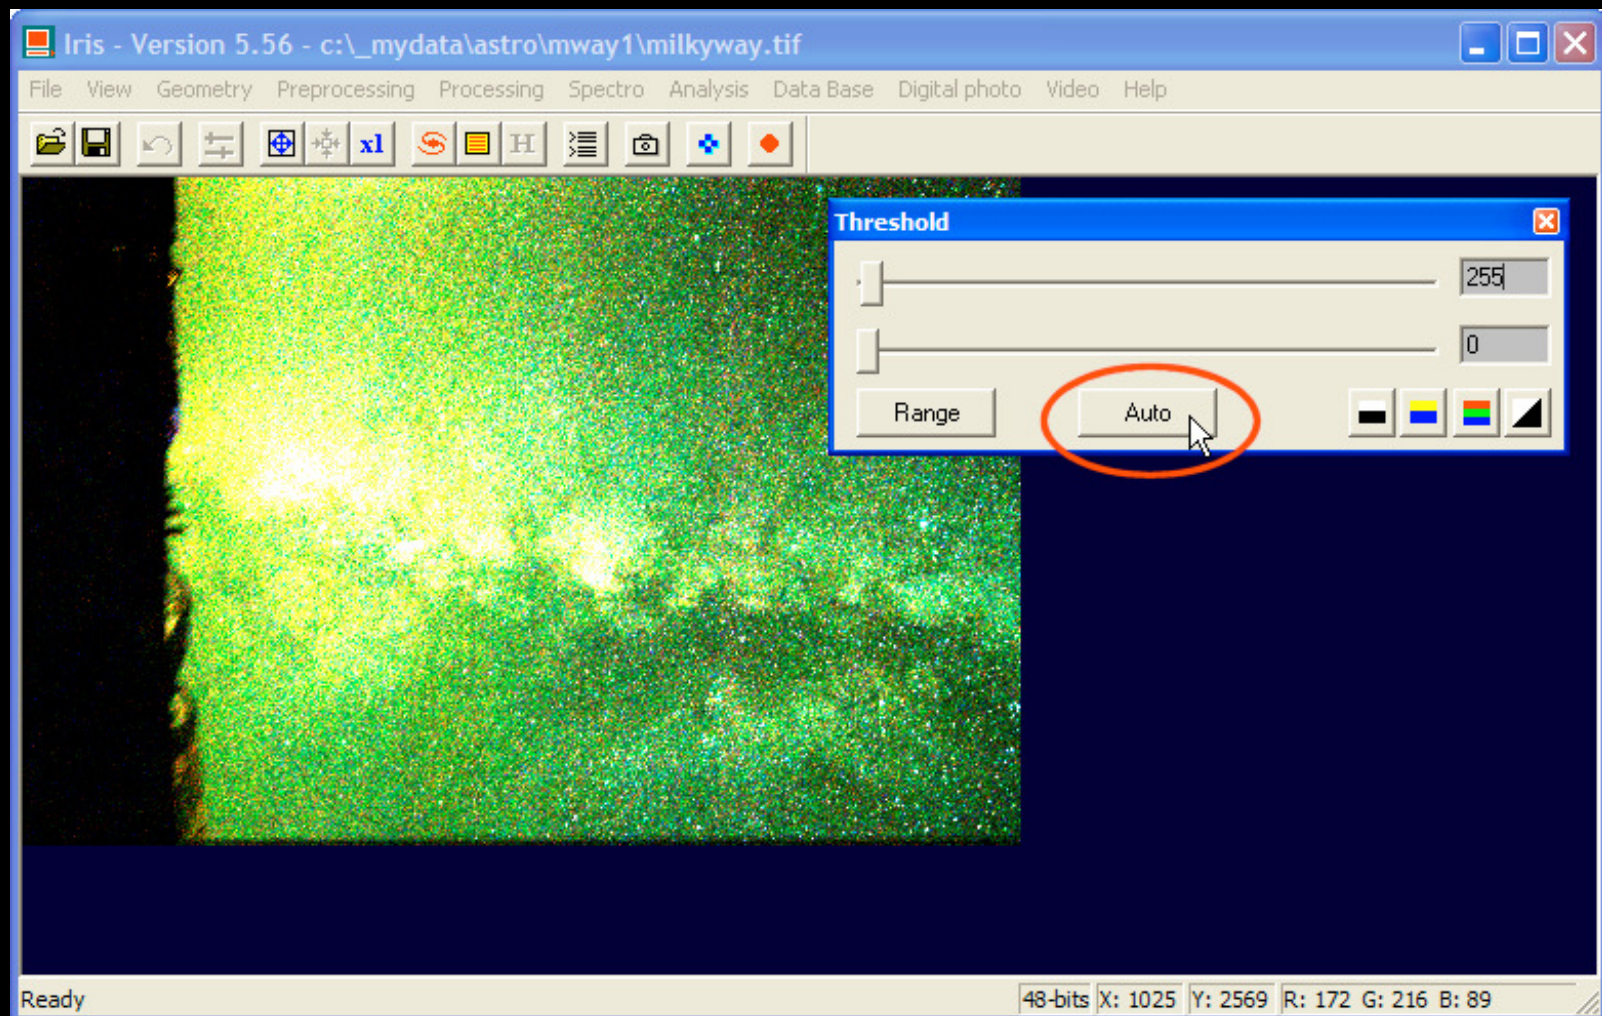 Iris - Version 5.56 - c:\_mydata\astro\mway1\milkyway.tif
File View Geometry Preprocessing Processing Spectro Analysis Data Base Digital photo Video Help
x1 H
Threshold
255
0
Range Auto
Ready 48-bits X: 1025 Y: 2569 R: 172 G: 216 B: 89